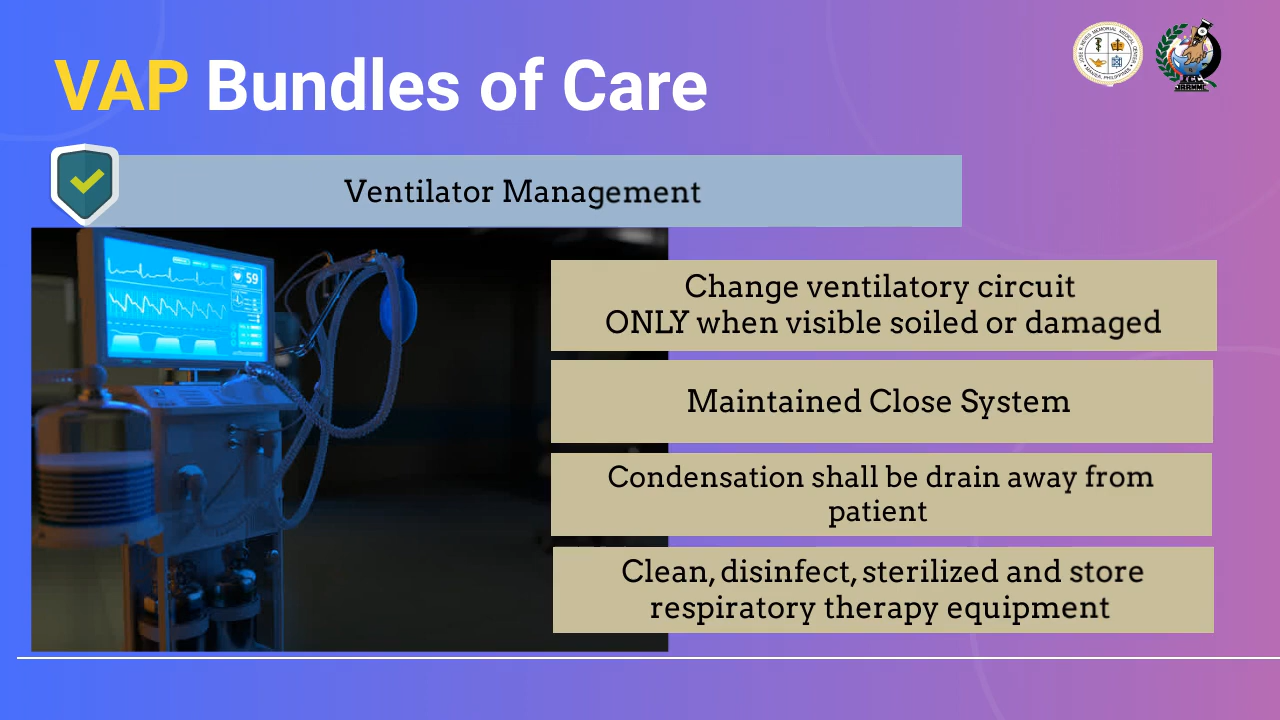 VAP Bundles of Care
Ventilator Management
59
Change ventilatory circuit
ONLY when visible soiled or damaged
Maintained Close System
Condensation shall be drain away from
patient
Clean, disinfect, sterilized and store
respiratory therapy equipment